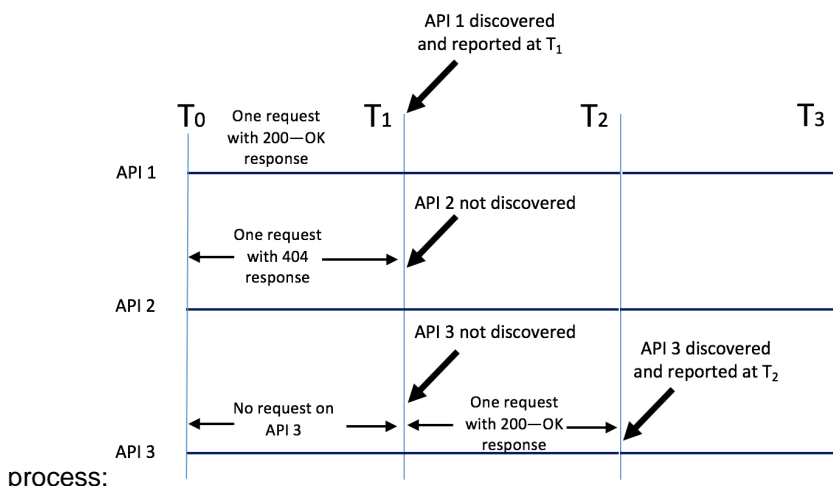 API 1 discovered
and reported at T1
T0
One request
with 200—OK
response
T1
T2
T3
API 1
API 2 not discovered
One request
with 404
response
API 2
API 3 not discovered
API 3 discovered
and reported at T2
No request on
API 3
One request
with 200—OK
response
API 3
process: